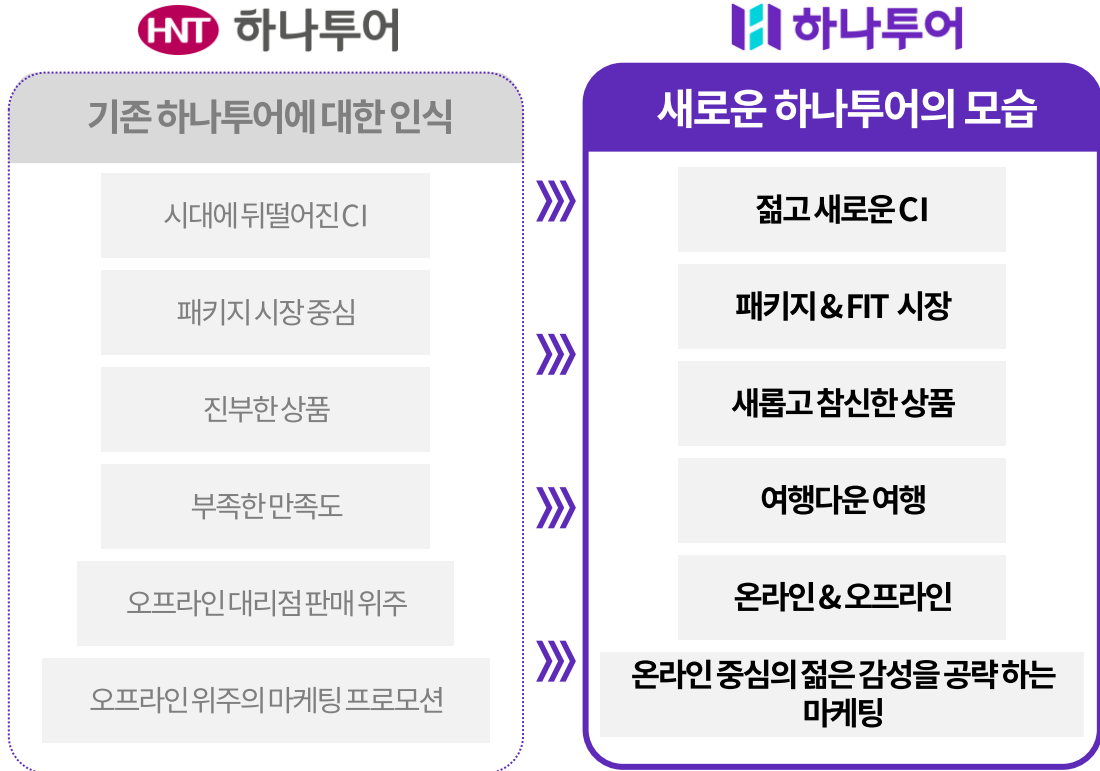 HNT 하나투어
기존 하나투어에 대한 인식
시대에 뒤떨어진 CI
패키지 시장 중심
진부한 상품
부족한 만족도
오프라인 대리점 판매 위주
오프라인 위주의 마케팅 프로모션
하나투어
새로운 하나투어의 모습
젊고 새로운 CI
패키지 & FIT 시장
새롭고 참신한 상품
여행다운 여행
온라인 & 오프라인
온라인 중심의 젊은 감성을 공략 하는
마케팅